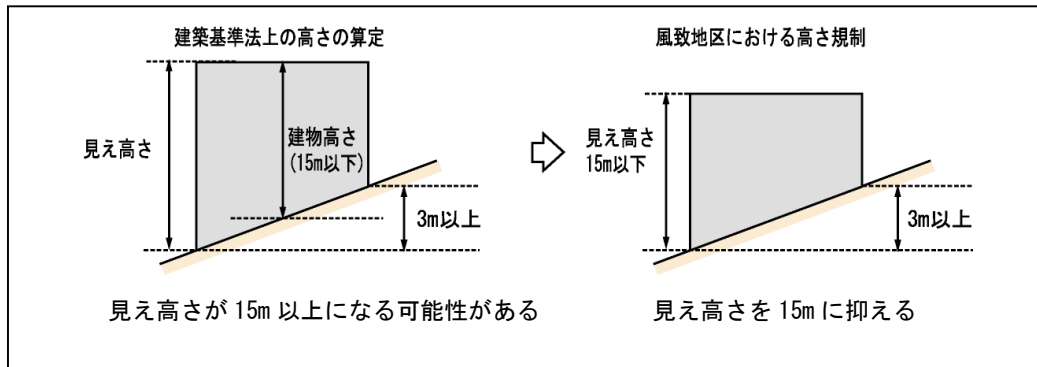 建築基準法上の高さの算定
見え高さ
建物高さ
(15m以下)
3m以上
見え高さが 15m 以上になる可能性がある
風致地区における高さ規制
見え高さ
15m以下
3m以上
見え高さを 15m に抑える